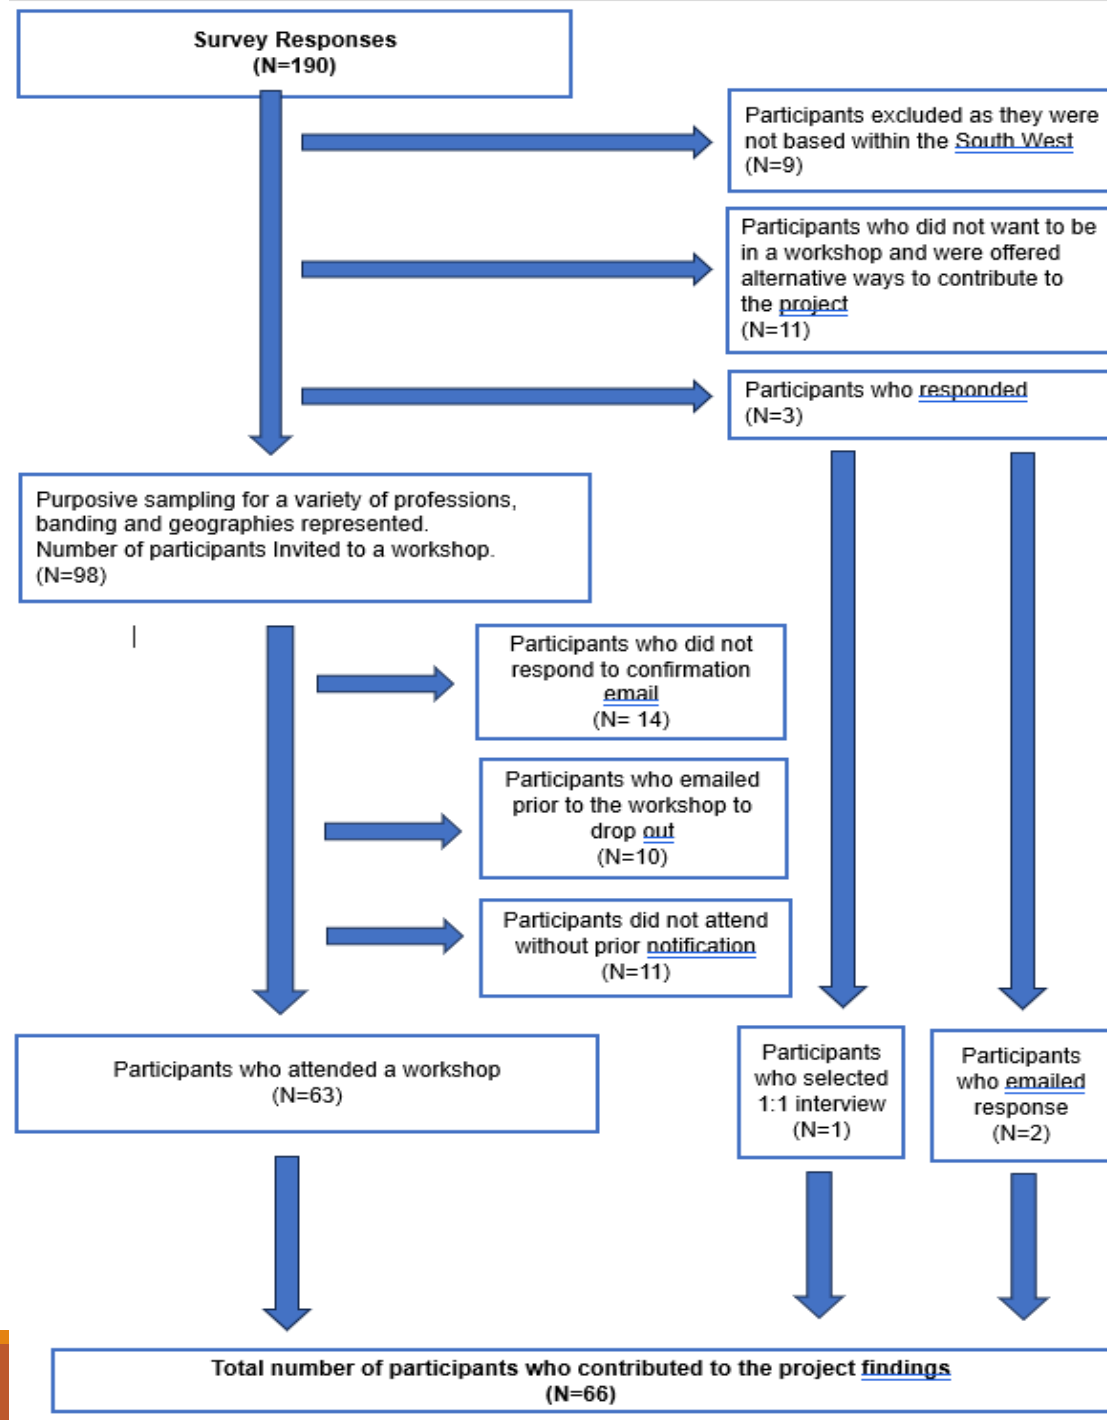 Survey Responses
(N=190)
Participants excluded as they were
not based within the South West
(N=9)
Participants who did not want to be
in a workshop and were offered
alternative ways to contribute to
the project
(N=11)
Participants who responded
(N=3)
Purposive sampling for a variety of professions,
banding and geographies represented.
Number of participants Invited to a workshop.
(N=98)
Participants who did not
respond to confirmation
email
(N= 14)
Participants who emailed
prior to the workshop to
drop out
(N=10)
Participants did not attend
without prior notification
(N=11)
Participants who attended a workshop
(N=63)
Participants
who selected
1:1 interview
(N=1)
Participants
who emailed
response
(N=2)
Total number of participants who contributed to the project findings
(N=66)